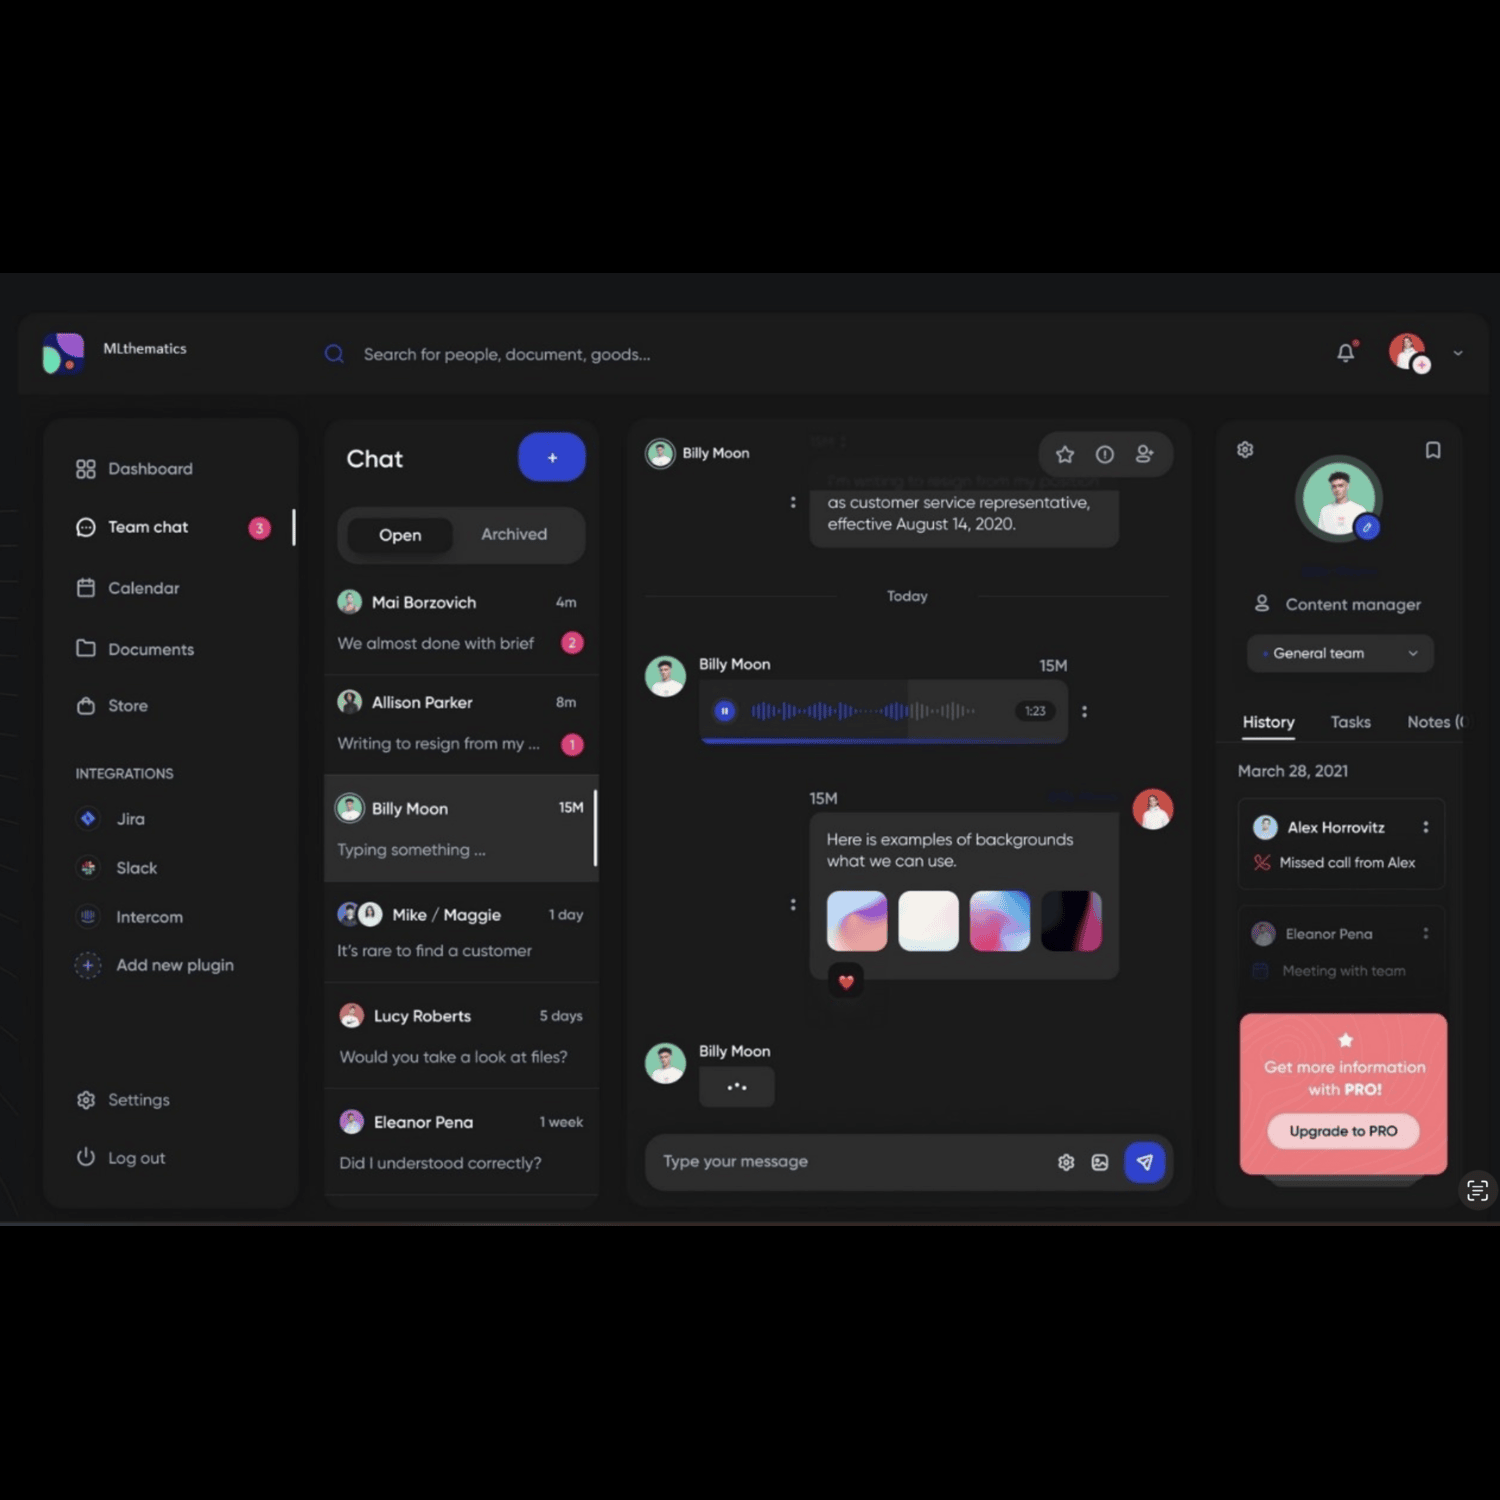 MLthematics
Search for people, document, goods...
Dashboard
Team chat
3
Calendar
Documents
Store
INTEGRATIONS
Jira
Slack
Intercom
Add new plugin
Settings
Log out
Chat
+
Open
Archived
Mai Borzovich
4m
We almost done with brief
2
Allison Parker
8m
Writing to resign from my ...
1
Billy Moon
15M
Typing something ...
Mike / Maggie
1 day
It's rare to find a customer
Lucy Roberts
5 days
Would you take a look at files?
Eleanor Pena
1 week
Did I understood correctly?
Billy Moon
I'm writing to resign from my position
as customer service representative,
effective August 14, 2020.
Today
Billy Moon
15M
1:23
15M
Here is examples of backgrounds
what we can use.
Billy Moon
Type your message
Content manager
General team
History
Tasks
Notes (
March 28, 2021
Alex Horrovitz
Missed call from Alex
Eleanor Pena
Meeting with team
Get more information
with PRO!
Upgrade to PRO